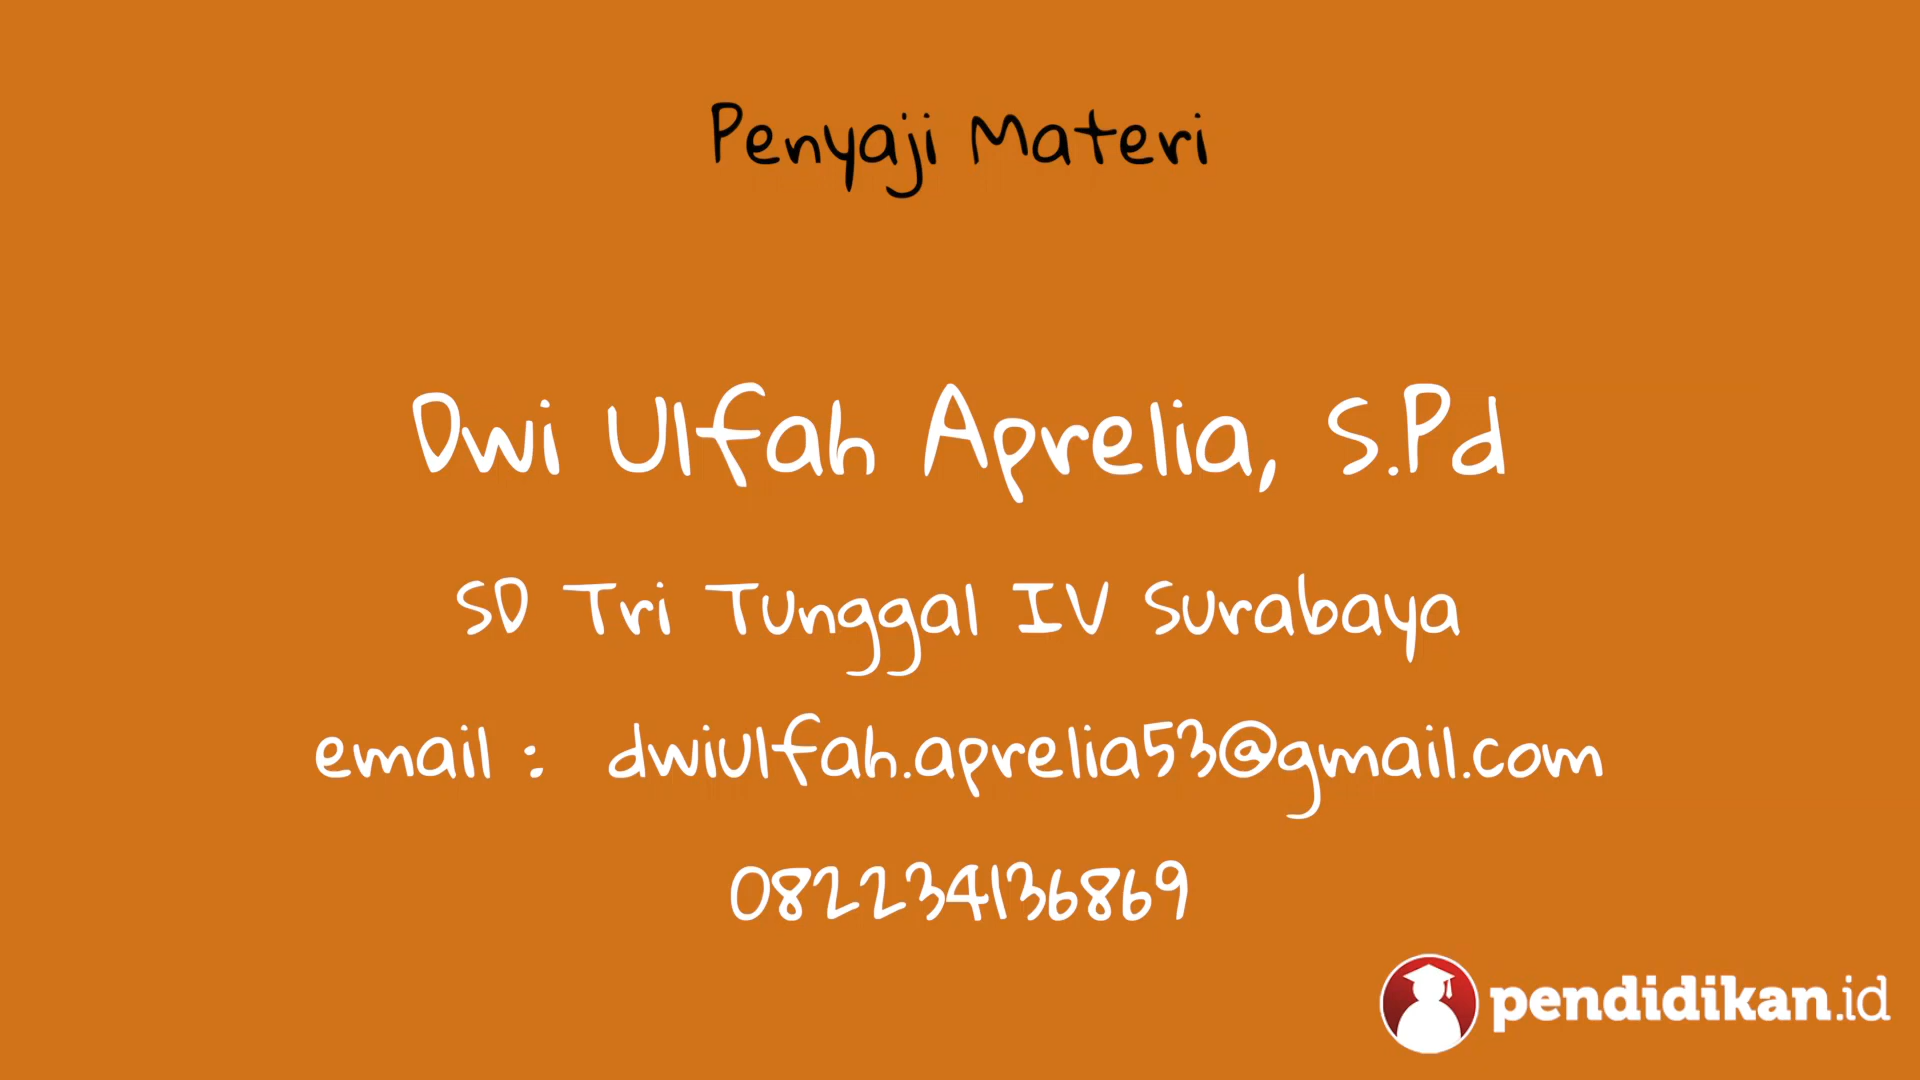 Penyaji Materi
Dwi Ulfah Aprelia, S.Pd
SD Tri Tunggal IV Surabaya
email : dwiulfah.aprelia53@gmail.com
082234136869
pendidikan.id